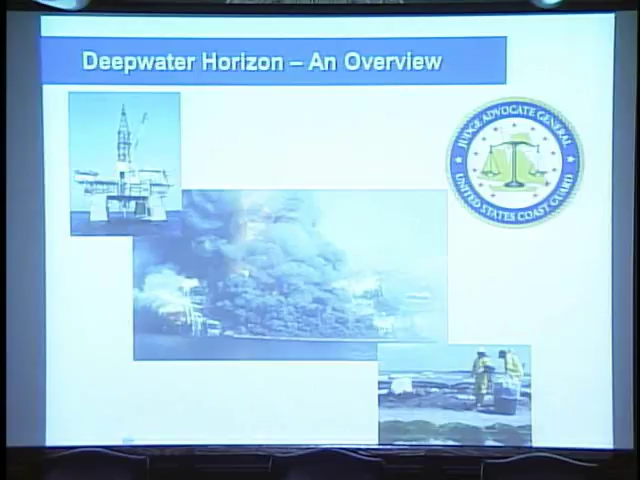 Deepwater Horizon – An Overview
JUDGE ADVOCATE GENERAL
UNITED STATES COAST GUARD